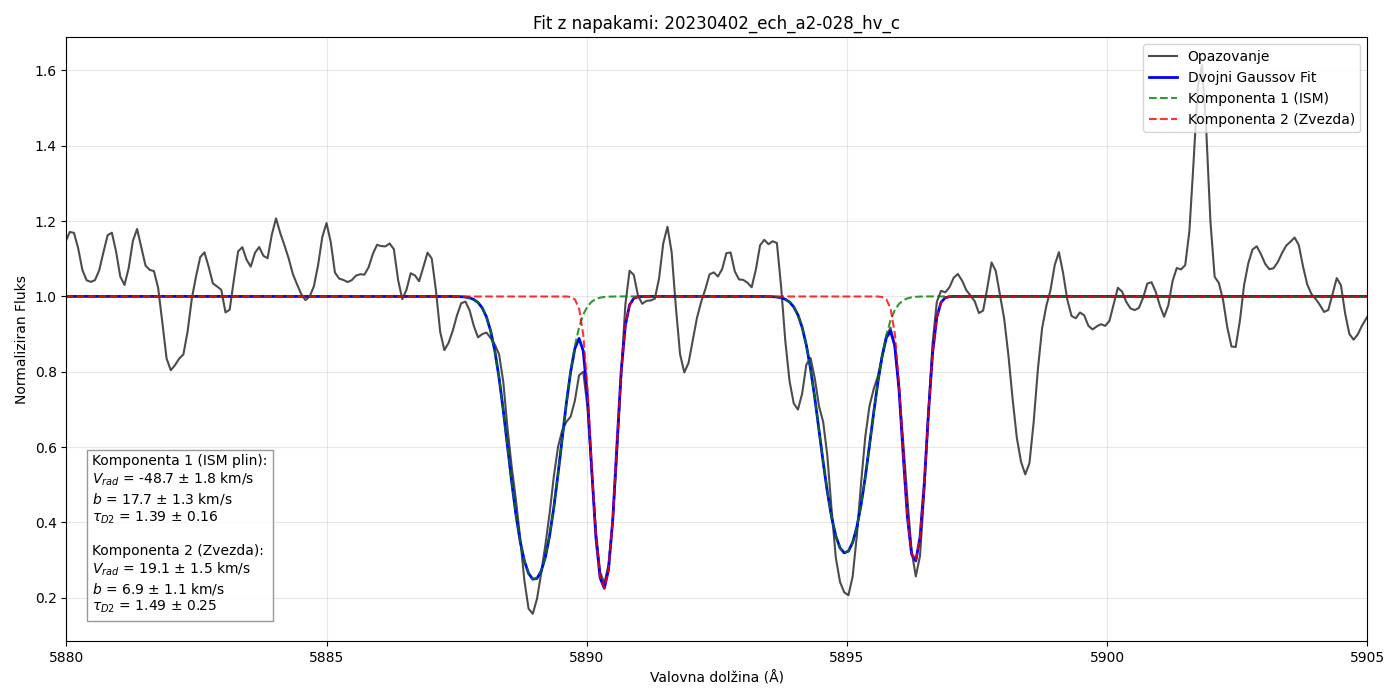 Fit z napakami: 20230402_ech_a2-028_hv_c
Normaliziran Fluks
1.6
1.4
1.2
1.0
0.8
0.6
0.4
0.2
Opazovanje
Dvojni Gaussov Fit
Komponenta 1 (ISM)
Komponenta 2 (Zvezda)
Komponenta 1 (ISM plin):
V_rad = -48.7 ± 1.8 km/s
b = 17.7 ± 1.3 km/s
τ_D2 = 1.39 ± 0.16
Komponenta 2 (Zvezda):
V_rad = 19.1 ± 1.5 km/s
b = 6.9 ± 1.1 km/s
τ_D2 = 1.49 ± 0.25
5880 5885 5890 5895 5900 5905
Valovna dolžina (Å)